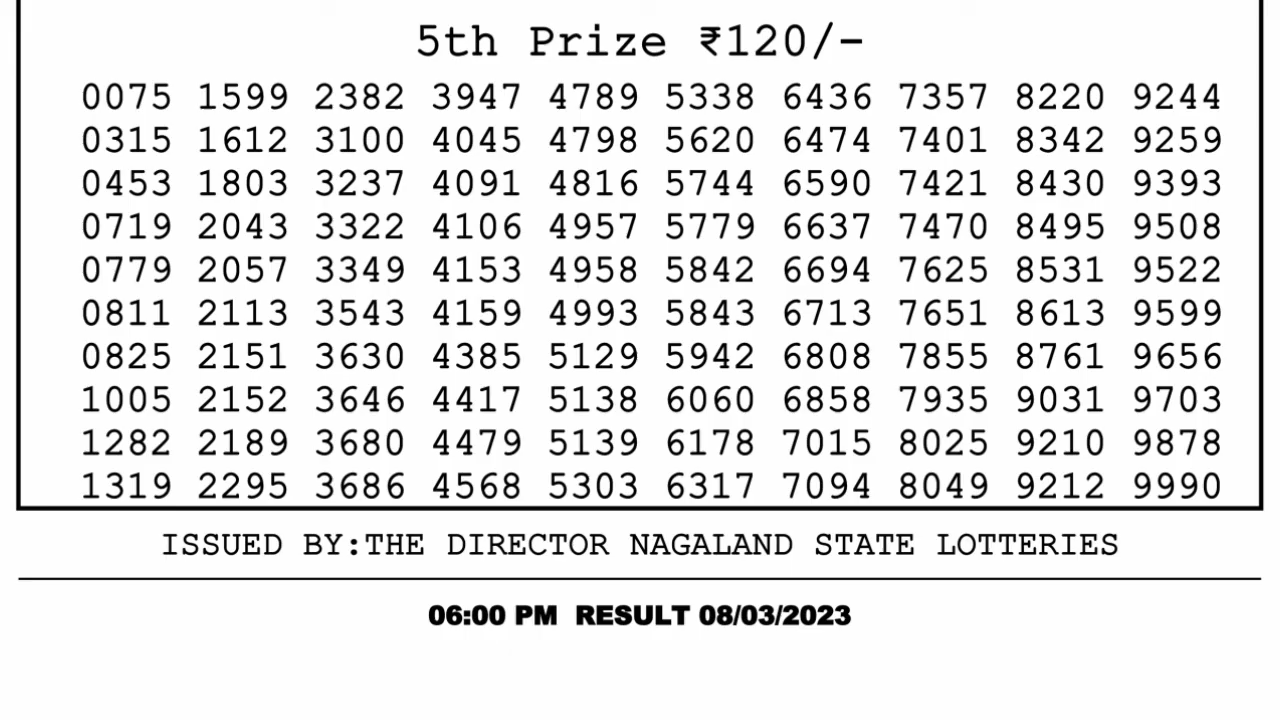 5th Prize ₹120/-
0075 1599 2382 3947 4789 5338 6436 7357 8220 9244
0315 1612 3100 4045 4798 5620 6474 7401 8342 9259
0453 1803 3237 4091 4816 5744 6590 7421 8430 9393
0719 2043 3322 4106 4957 5779 6637 7470 8495 9508
0779 2057 3349 4153 4958 5842 6694 7625 8531 9522
0811 2113 3543 4159 4993 5843 6713 7651 8613 9599
0825 2151 3630 4385 5129 5942 6808 7855 8761 9656
1005 2152 3646 4417 5138 6060 6858 7935 9031 9703
1282 2189 3680 4479 5139 6178 7015 8025 9210 9878
1319 2295 3686 4568 5303 6317 7094 8049 9212 9990
ISSUED BY:THE DIRECTOR NAGALAND STATE LOTTERIES
06:00 PM RESULT 08/03/2023